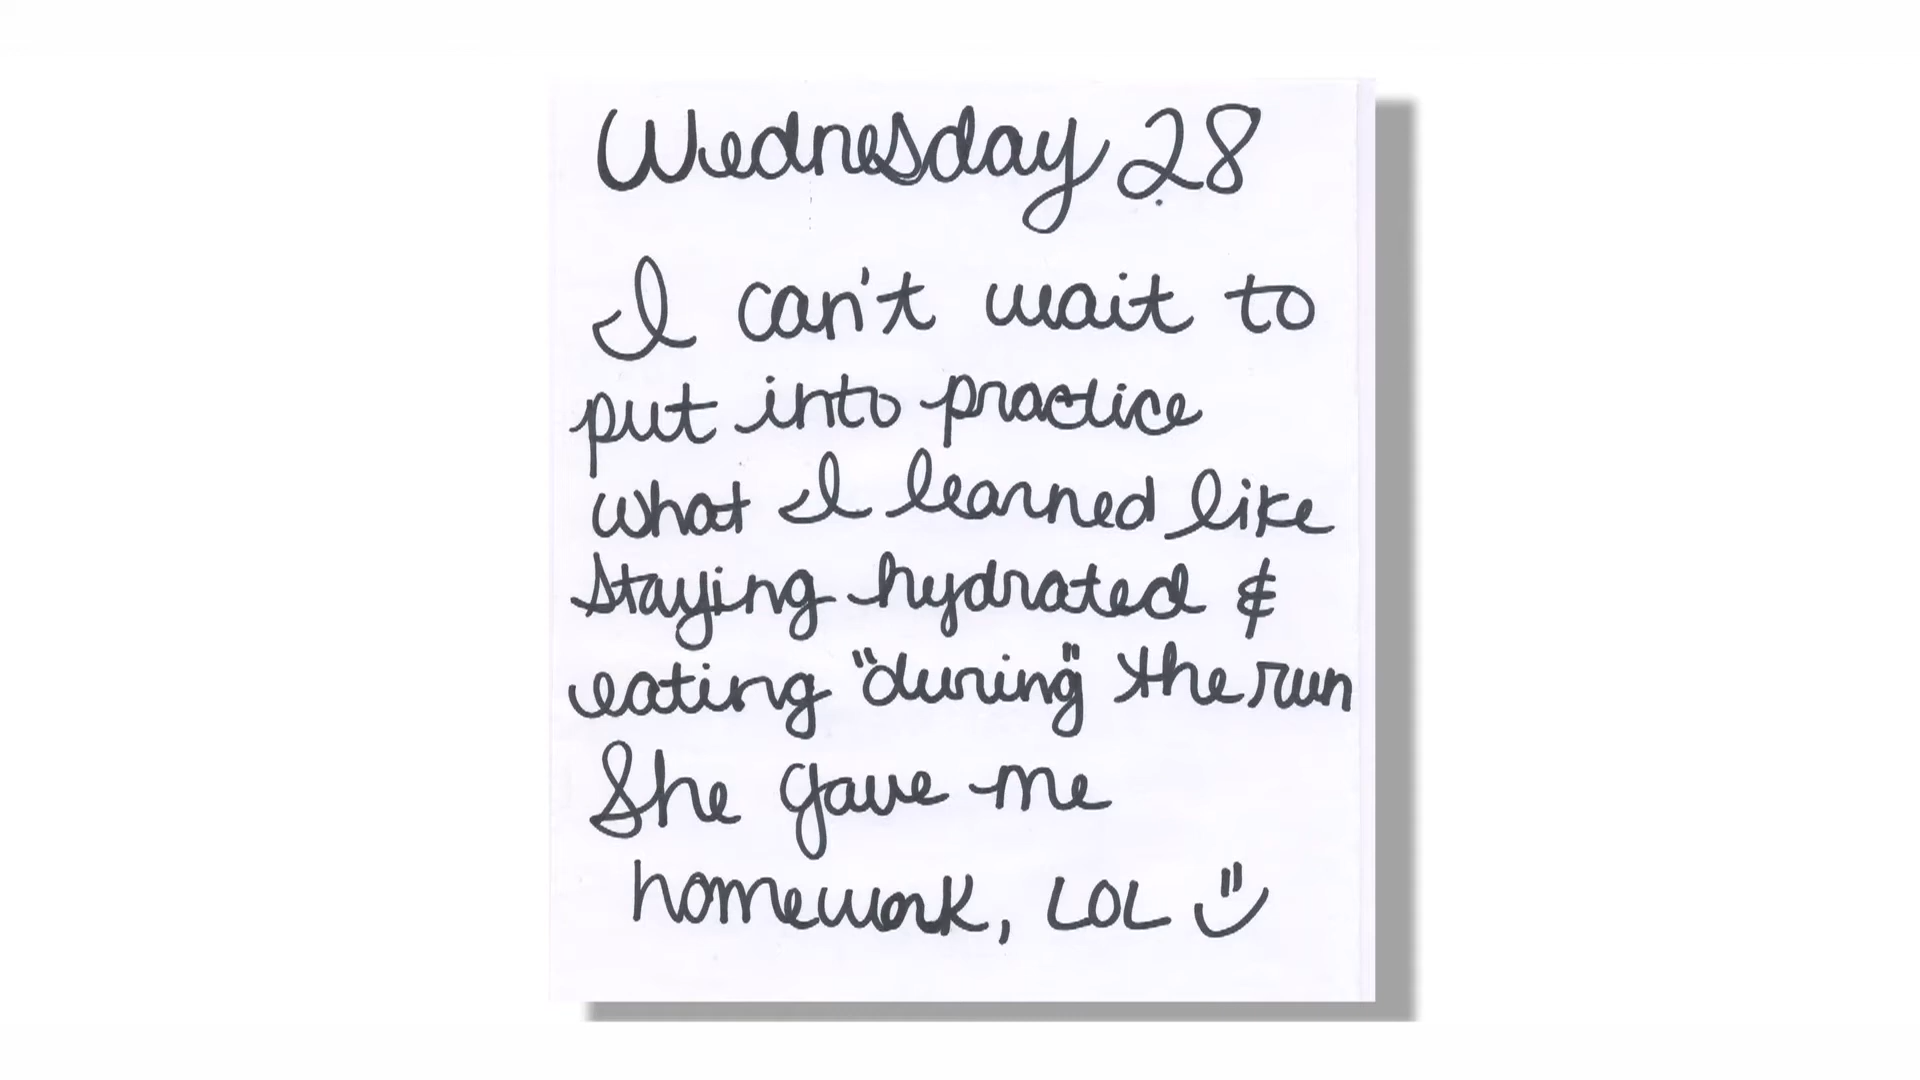 Wednesday 28
I can't wait to
put into practice
what I learned like
staying hydrated &
eating "during" the run
She gave me
homework, LOL